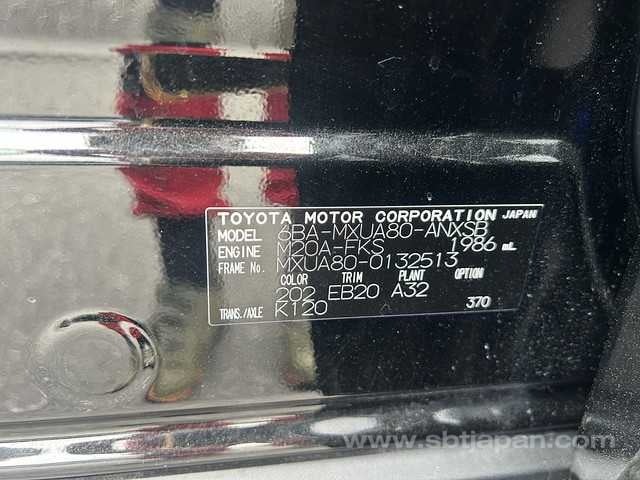 TOYOTA MOTOR CORPORATION JAPAN
MODEL 6BA-MXUA80-ANXSB
ENGINE M20A-FKS 1986 mL
FRAME No. MXUA80-0132513
COLOR TRIM PLANT OPTION
202 EB20 A32
TRANS./AXLE K120 370
www.sbtjapan.com